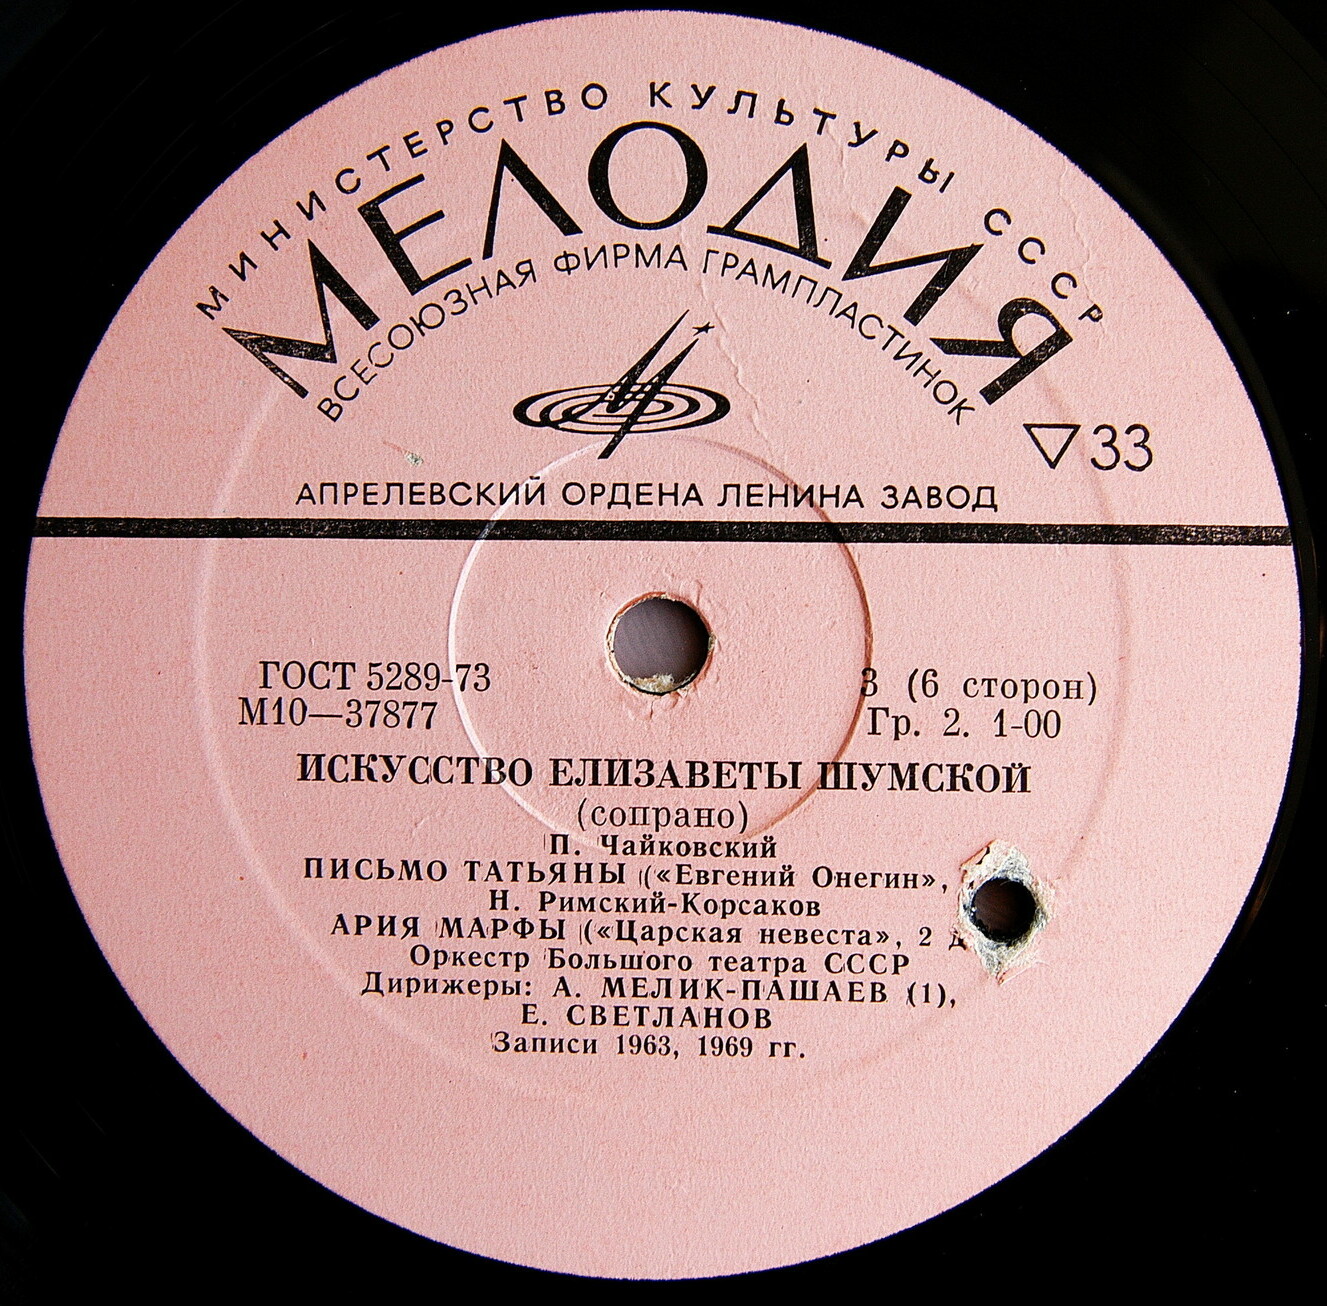 МИНИСТЕРСТВО КУЛЬТУРЫ СССР
МЕЛОДИЯ
ВСЕСОЮЗНАЯ ФИРМА ГРАМПЛАСТИНОК
33
АПРЕЛЕВСКИЙ ОРДЕНА ЛЕНИНА ЗАВОД
ГОСТ 5289-73
М10—37877
3 (6 сторон)
Гр. 2. 1-00
ИСКУССТВО ЕЛИЗАВЕТЫ ШУМСКОЙ
(сопрано)
П. Чайковский
ПИСЬМО ТАТЬЯНЫ («Евгений Онегин»,
Н. Римский-Корсаков
АРИЯ МАРФЫ («Царская невеста», 2
Оркестр Большого театра СССР
Дирижеры: А. МЕЛИК-ПАШАЕВ (1),
Е. СВЕТЛАНОВ
Записи 1963, 1969 гг.